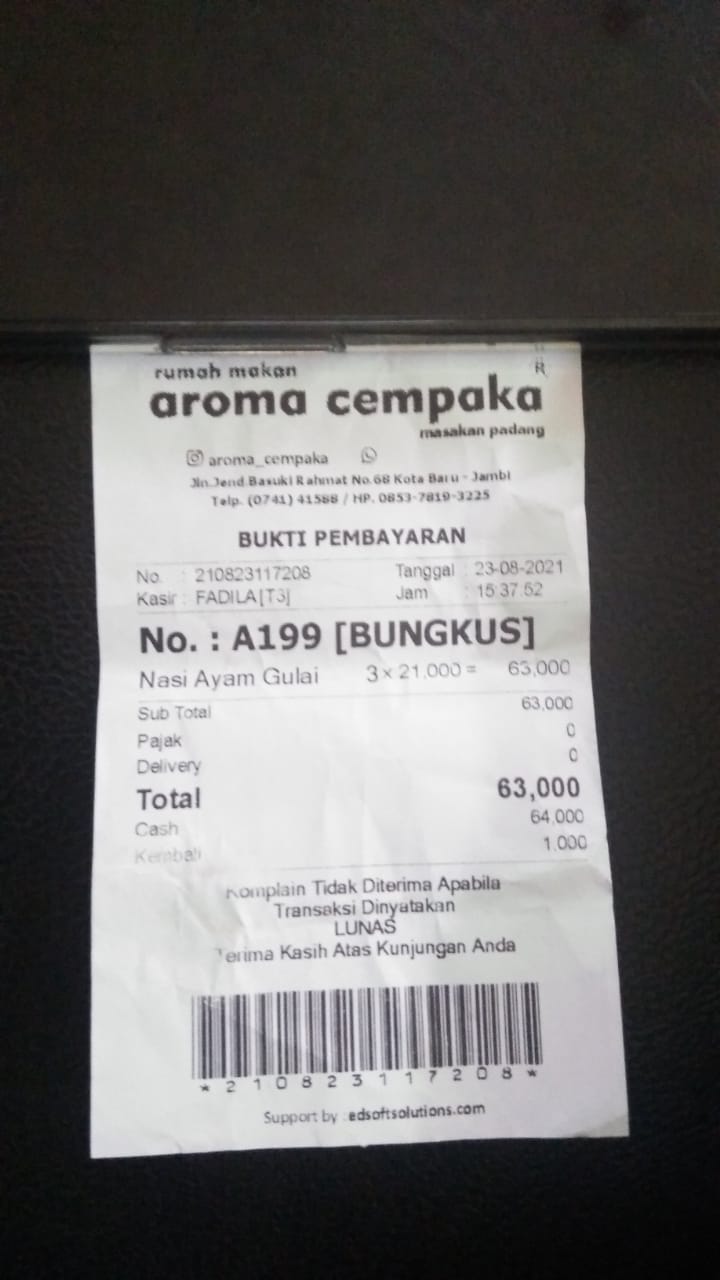 rumah makan
aroma cempaka
masakan padang
aroma_cempaka
Jln.Jend.Basuki Rahmat No.68 Kota Baru - Jambi
Telp. (0741) 41588 / HP. 0853-7819-3225
BUKTI PEMBAYARAN
No. : 210823117208 Tanggal : 23-08-2021
Kasir : FADILA[T3] Jam : 15:37:52
No. : A199 [BUNGKUS]
Nasi Ayam Gulai 3 x 21,000 = 63,000
Sub Total 63,000
Pajak 0
Delivery 0
Total 63,000
Cash 64,000
Kembali 1,000
Komplain Tidak Diterima Apabila
Transaksi Dinyatakan
LUNAS
Terima Kasih Atas Kunjungan Anda
*210823117208*
Support by : edsoftsolutions.com